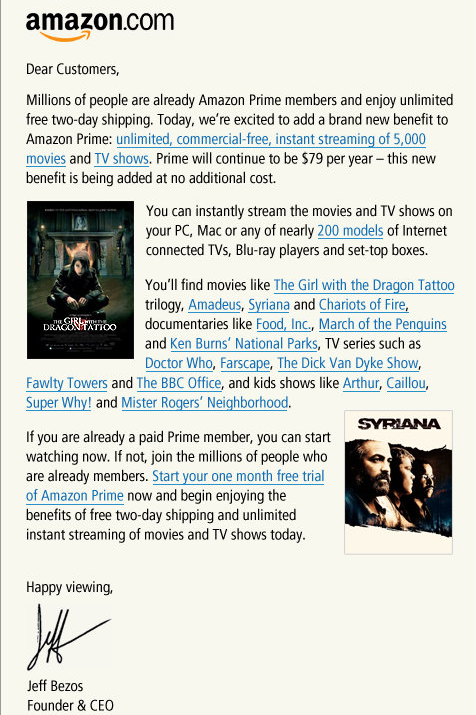 amazon.com
Dear Customers,
Millions of people are already Amazon Prime members and enjoy unlimited
free two-day shipping. Today, we're excited to add a brand new benefit to
Amazon Prime: unlimited, commercial-free, instant streaming of 5,000
movies and TV shows. Prime will continue to be $79 per year – this new
benefit is being added at no additional cost.
THE GIRL WITH THE
DRAGON TATTOO
You can instantly stream the movies and TV shows on
your PC, Mac or any of nearly 200 models of Internet
connected TVs, Blu-ray players and set-top boxes.
You'll find movies like The Girl with the Dragon Tattoo
trilogy, Amadeus, Syriana and Chariots of Fire,
documentaries like Food, Inc., March of the Penguins
and Ken Burns' National Parks, TV series such as
Doctor Who, Farscape, The Dick Van Dyke Show,
Fawlty Towers and The BBC Office, and kids shows like Arthur, Caillou,
Super Why! and Mister Rogers' Neighborhood.
SYRIANA
If you are already a paid Prime member, you can start
watching now. If not, join the millions of people who
are already members. Start your one month free trial
of Amazon Prime now and begin enjoying the
benefits of free two-day shipping and unlimited
instant streaming of movies and TV shows today.
Happy viewing,
Jeff
Jeff Bezos
Founder & CEO